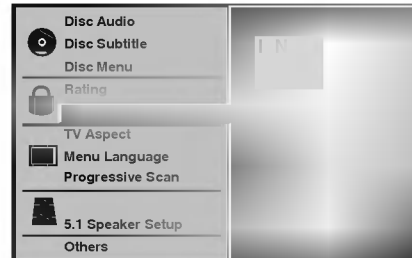 Disc Audio
Disc Subtitle
Disc Menu
Rating
TV Aspect
Menu Language
Progressive Scan
5.1 Speaker Setup
Others